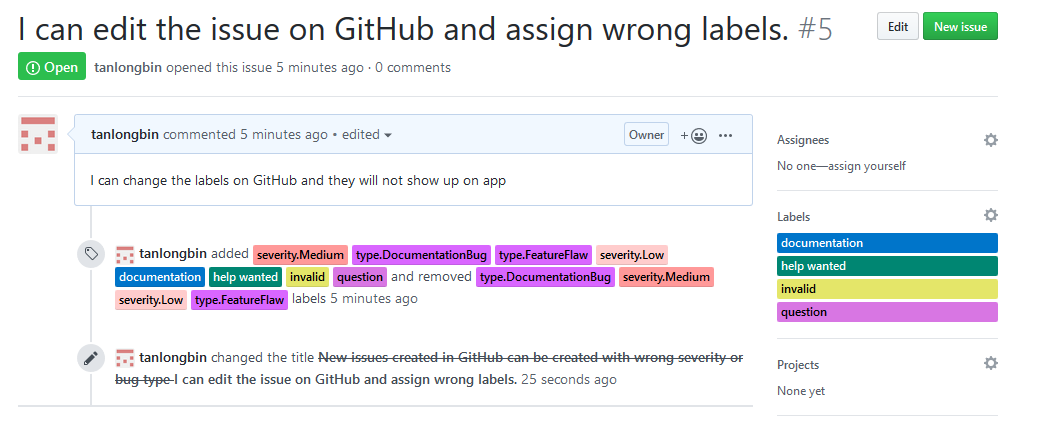 I can edit the issue on GitHub and assign wrong labels. #5
Edit
New issue
Open
tanlongbin opened this issue 5 minutes ago · 0 comments
tanlongbin commented 5 minutes ago • edited
Owner
I can change the labels on GitHub and they will not show up on app
tanlongbin added severity.Medium type.DocumentationBug type.FeatureFlaw severity.Low
documentation help wanted invalid question and removed type.DocumentationBug severity.Medium
severity.Low type.FeatureFlaw labels 5 minutes ago
tanlongbin changed the title New issues created in GitHub can be created with wrong severity or
bug type I can edit the issue on GitHub and assign wrong labels. 25 seconds ago
Assignees
No one—assign yourself
Labels
documentation
help wanted
invalid
question
Projects
None yet